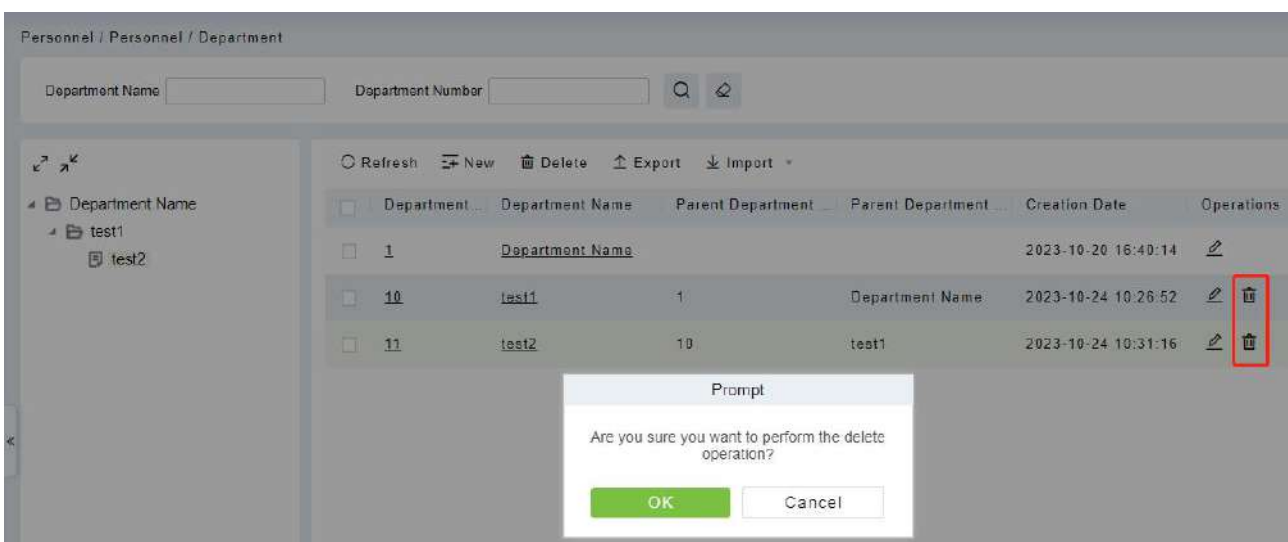 Personnel / Personnel / Department
Department Name Department Number
Refresh New Delete Export Import
Department Name
test1
test2
Department ... Department Name Parent Department ... Parent Department ... Creation Date Operations
1 Department Name 2023-10-20 16:40:14
10 test1 1 Department Name 2023-10-24 10:26:52
11 test2 10 test1 2023-10-24 10:31:16
Prompt
Are you sure you want to perform the delete
operation?
OK Cancel